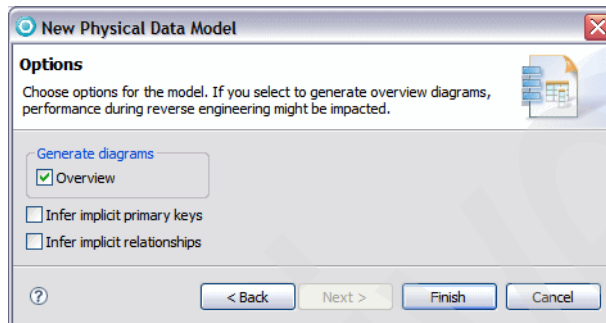 New Physical Data Model
Options
Choose options for the model. If you select to generate overview diagrams,
performance during reverse engineering might be impacted.
Generate diagrams
Overview
Infer implicit primary keys
Infer implicit relationships
? < Back Next > Finish Cancel